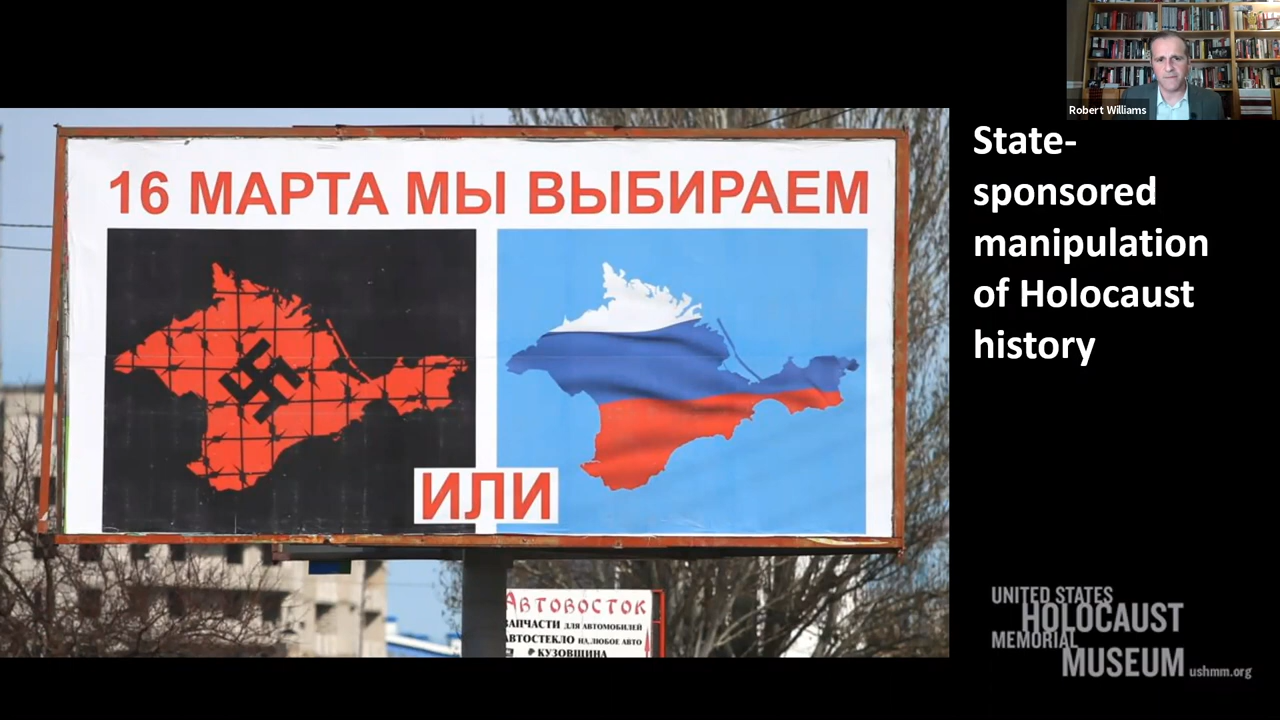 Robert Williams
State-
sponsored
manipulation
of Holocaust
history
16 МАРТА МЫ ВЫБИРАЕМ
ИЛИ
АВТОВОСТОК
ЗАПЧАСТИ ДЛЯ АВТОМОБИЛЕЙ
АВТОСТЕКЛО НА ЛЮБОЕ АВТО
КУЗОВЩИНА
UNITED STATES
HOLOCAUST
MEMORIAL
MUSEUM ushmm.org